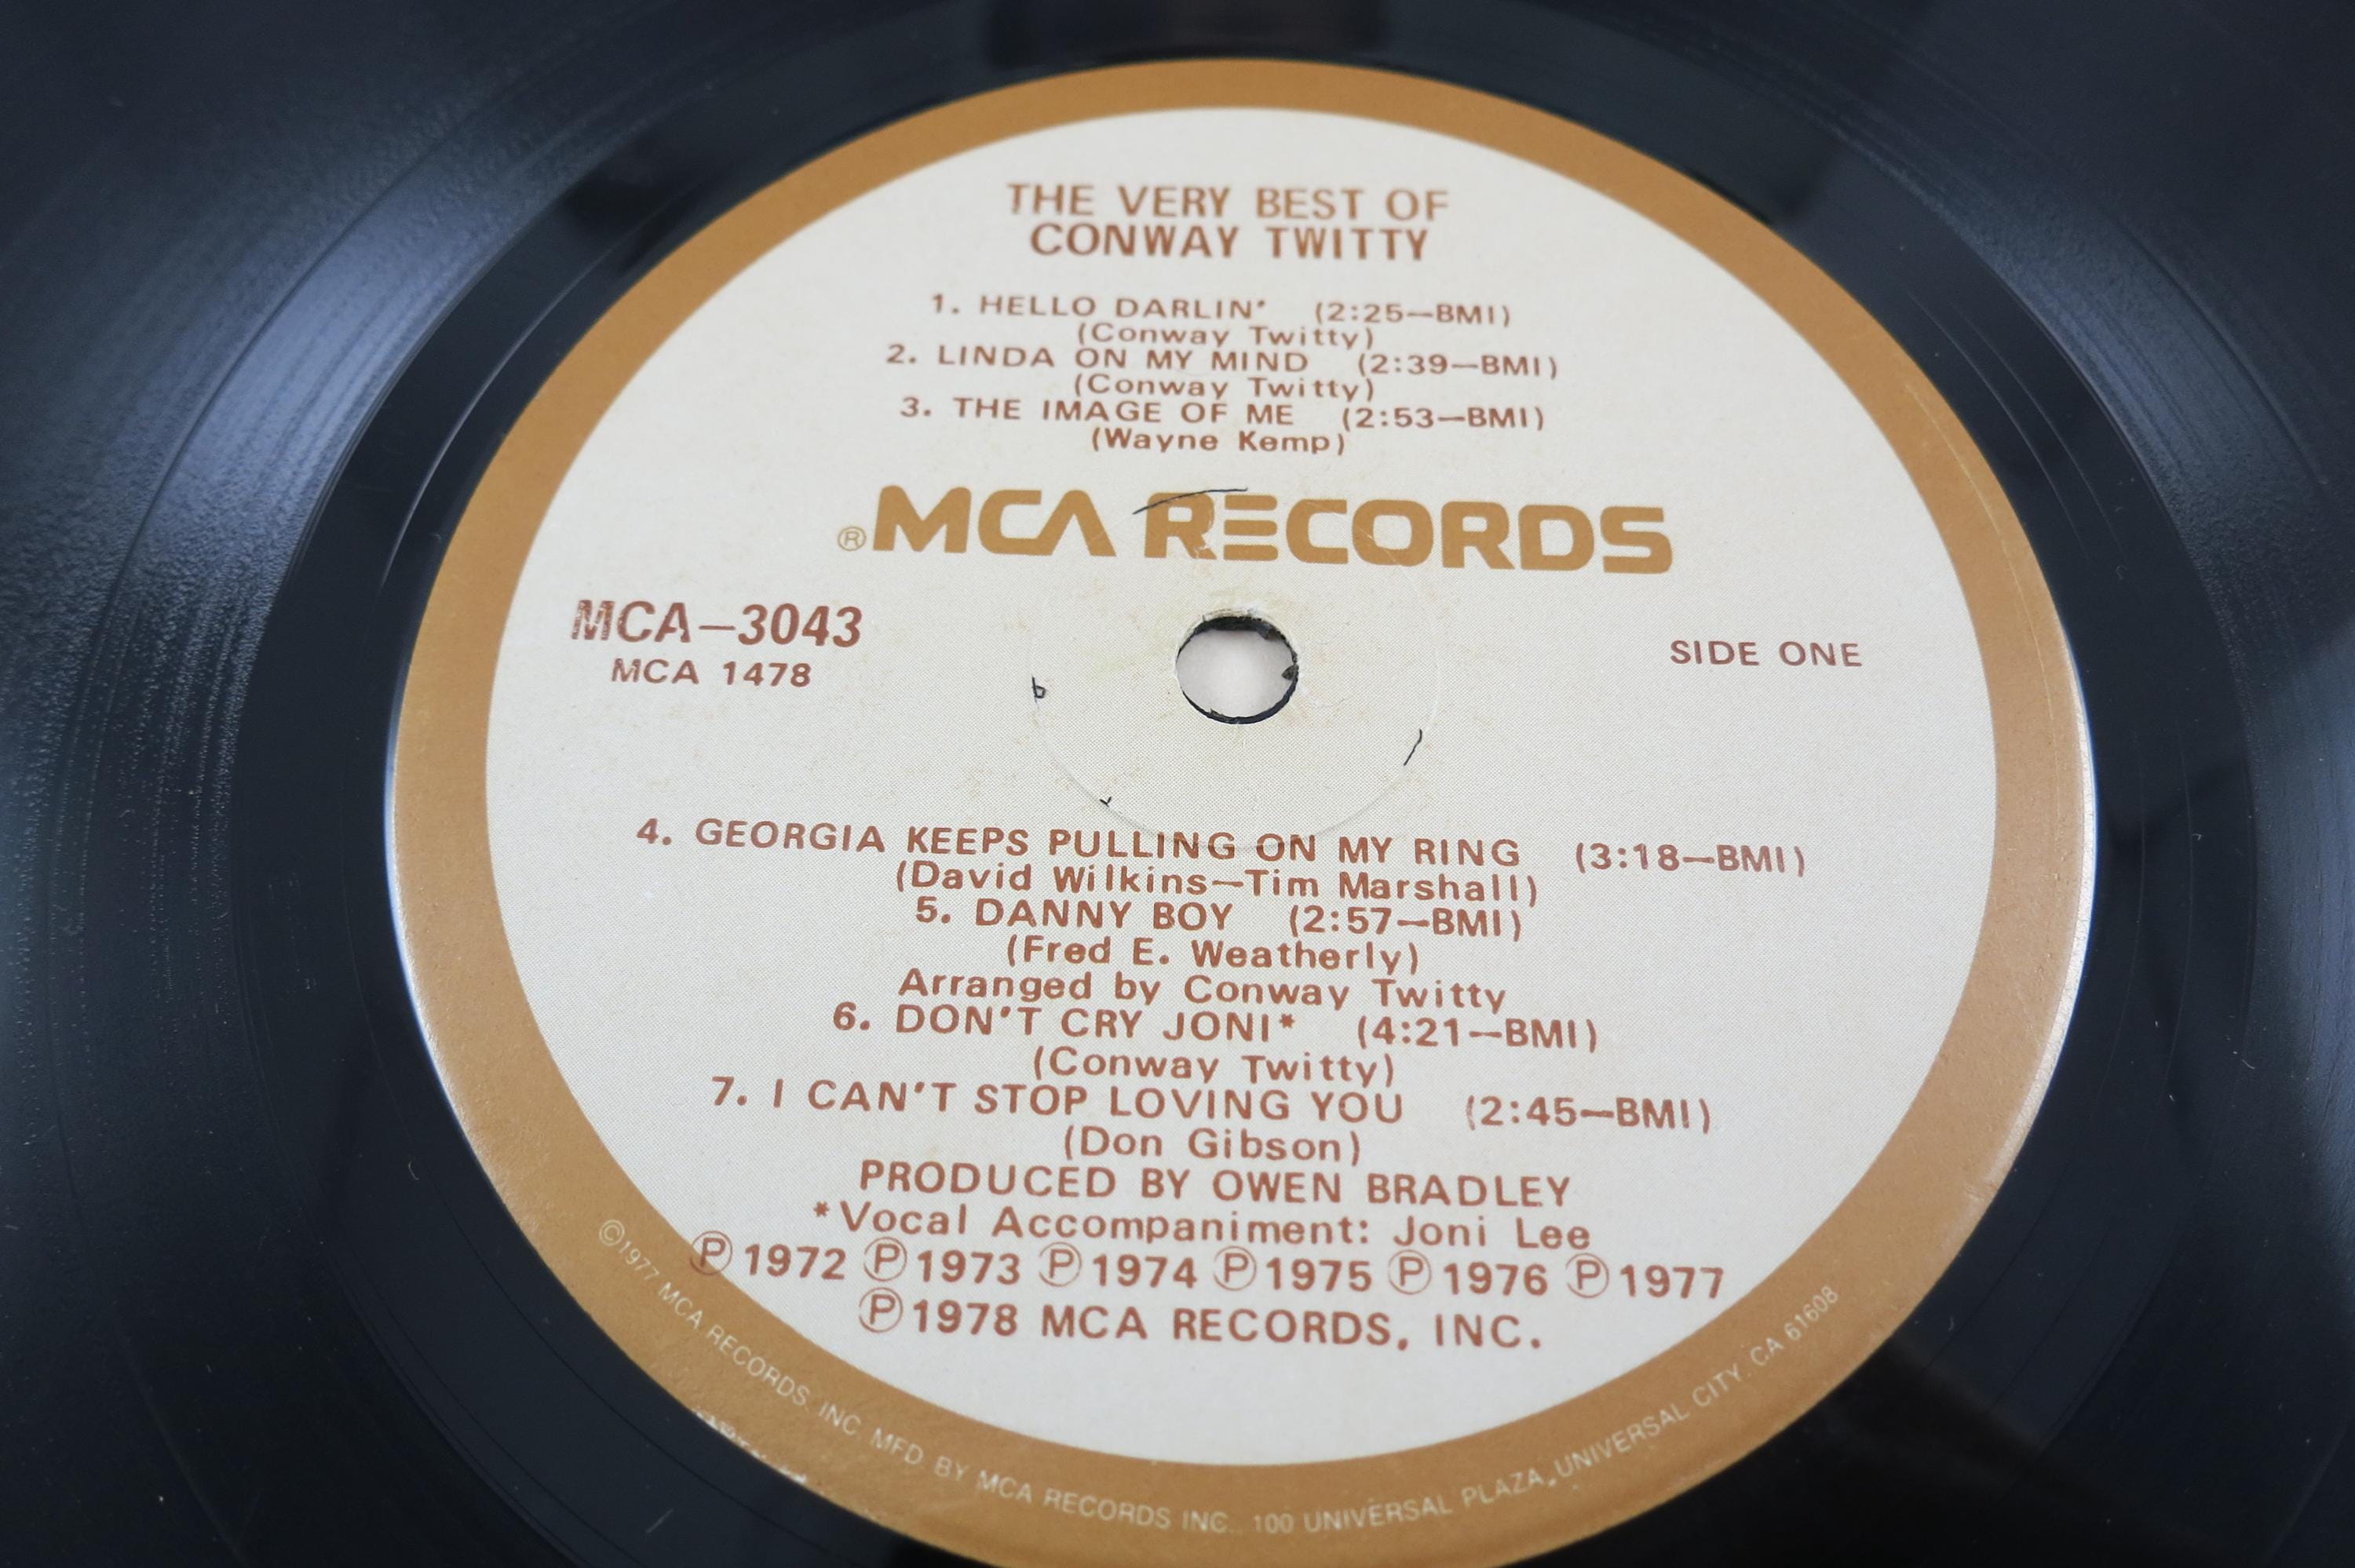 THE VERY BEST OF
CONWAY TWITTY
1. HELLO DARLIN' (2:25—BMI)
(Conway Twitty)
2. LINDA ON MY MIND (2:39—BMI)
(Conway Twitty)
3. THE IMAGE OF ME (2:53—BMI)
(Wayne Kemp)
®MCA RECORDS
MCA—3043
MCA 1478
SIDE ONE
4. GEORGIA KEEPS PULLING ON MY RING (3:18—BMI)
(David Wilkins—Tim Marshall)
5. DANNY BOY (2:57—BMI)
(Fred E. Weatherly)
Arranged by Conway Twitty
6. DON'T CRY JONI* (4:21—BMI)
(Conway Twitty)
7. I CAN'T STOP LOVING YOU (2:45—BMI)
(Don Gibson)
PRODUCED BY OWEN BRADLEY
*Vocal Accompaniment: Joni Lee
℗1972 ℗1973 ℗1974 ℗1975 ℗1976 ℗1977
℗1978 MCA RECORDS, INC.
©1977 MCA RECORDS, INC. MFD BY MCA RECORDS INC., 100 UNIVERSAL PLAZA, UNIVERSAL CITY, CA 61608